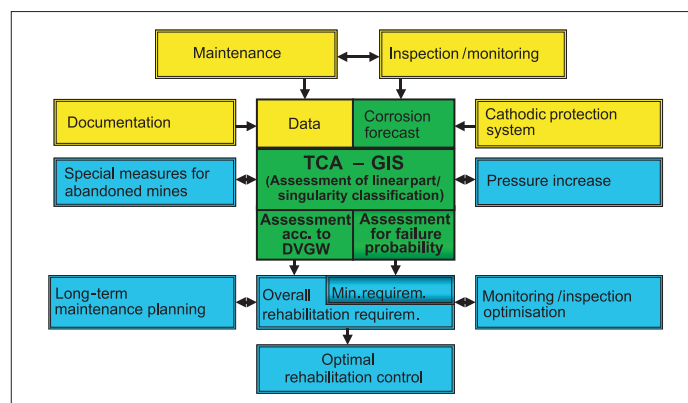 Maintenance
Inspection/monitoring
Documentation
Data
Corrosion
forecast
Cathodic protection
system
Special measures for
abandoned mines
TCA – GIS
(Assessment of linearpart/
singularity classification)
Pressure increase
Assessment
acc. to
DVGW
Assessment
for failure
probability
Long-term
maintenance planning
Overall
Min.requirem.
rehabilitation requirem.
Monitoring/inspection
optimisation
Optimal
rehabilitation control